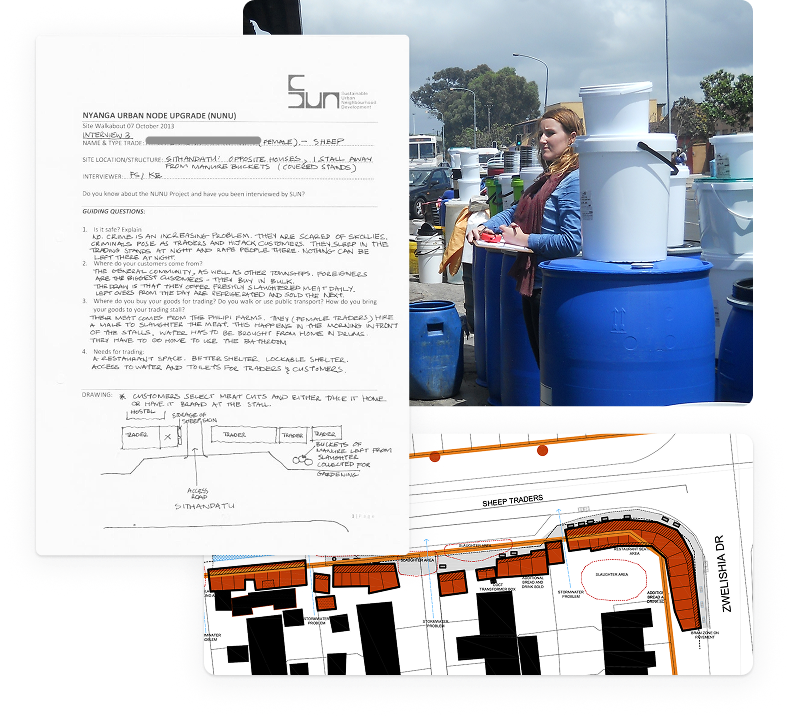 Sun
Sustainable
Urban
Neighbourhood
Development
NYANGA URBAN NODE UPGRADE (NUNU)
Site Walkabout 07 October 2013
INTERVIEW 3
NAME & TYPE TRADE: (FEMALE) – SHEEP
SITE LOCATION/STRUCTURE: SITHANDATU: OPPOSITE HOUSES, 1 STALL AWAY
FROM MANURE BUCKETS (COVERED STANDS)
INTERVIEWER: PS/ KE
Do you know about the NUNU Project and have you been interviewed by SUN?
GUIDING QUESTIONS:
1. Is it safe? Explain
NO. CRIME IS AN INCREASING PROBLEM. THEY ARE SCARED OF SKOLLIES.
CRIMINALS POSE AS TRADERS AND HIJACK CUSTOMERS. THEY SLEEP IN THE
TRADING STANDS AT NIGHT AND RAPE PEOPLE THERE. NOTHING CAN BE
LEFT THERE AT NIGHT.
2. Where do your customers come from?
THE GENERAL COMMUNITY, AS WELL AS OTHER TOWNSHIPS. FOREIGNERS
ARE THE BIGGEST CUSTOMERS – THEY BUY IN BULK.
THE DRAW IS THAT THEY OFFER FRESHLY SLAUGHTERED MEAT DAILY.
LEFT OVERS FROM THE DAY ARE REFRIGERATED AND SOLD THE NEXT.
3. Where do you buy your goods for trading? Do you walk or use public transport? How do you bring
your goods to your trading stall?
THEIR MEAT COMES FROM THE PHILIPI FARMS. THEY (FEMALE TRADERS) HIRE
A MALE TO SLAUGHTER THE MEAT. THIS HAPPENS IN THE MORNING IN FRONT
OF THE STALLS. WATER HAS TO BE BROUGHT FROM HOME IN DRUMS.
THEY HAVE TO GO HOME TO USE THE BATHROOM
4. Needs for trading:
A RESTAURANT SPACE. BETTER SHELTER. LOCKABLE SHELTER.
ACCESS TO WATER AND TOILETS FOR TRADERS & CUSTOMERS.
DRAWING: * CUSTOMERS SELECT MEAT CUTS AND EITHER TAKE IT HOME
OR HAVE IT BRAAID AT THE STALL.
HOSTEL
STORAGE OF
SHEEP SKIN
TRADER
X
TRADER
TRADER
TRADER
BUCKETS OF
MANURE LEFT FROM
SLAUGHTER
COLLECTED FOR
GARDENING
ACCESS
ROAD
SITHANDATU
SHEEP TRADERS
SLAUGHTER AREA
SLAUGHTER AREA
RESTAURANT SEATING
AREA
SLAUGHTER AREA
TRANSFORMER BOX
ADDITIONAL
BREAD AND
DRINK SOLD
STORMWATER
PROBLEM
STORMWATER
PROBLEM
STORMWATER
PROBLEM
BRAAI ZONE ON
PAVEMENT
ZWELISHIA DR